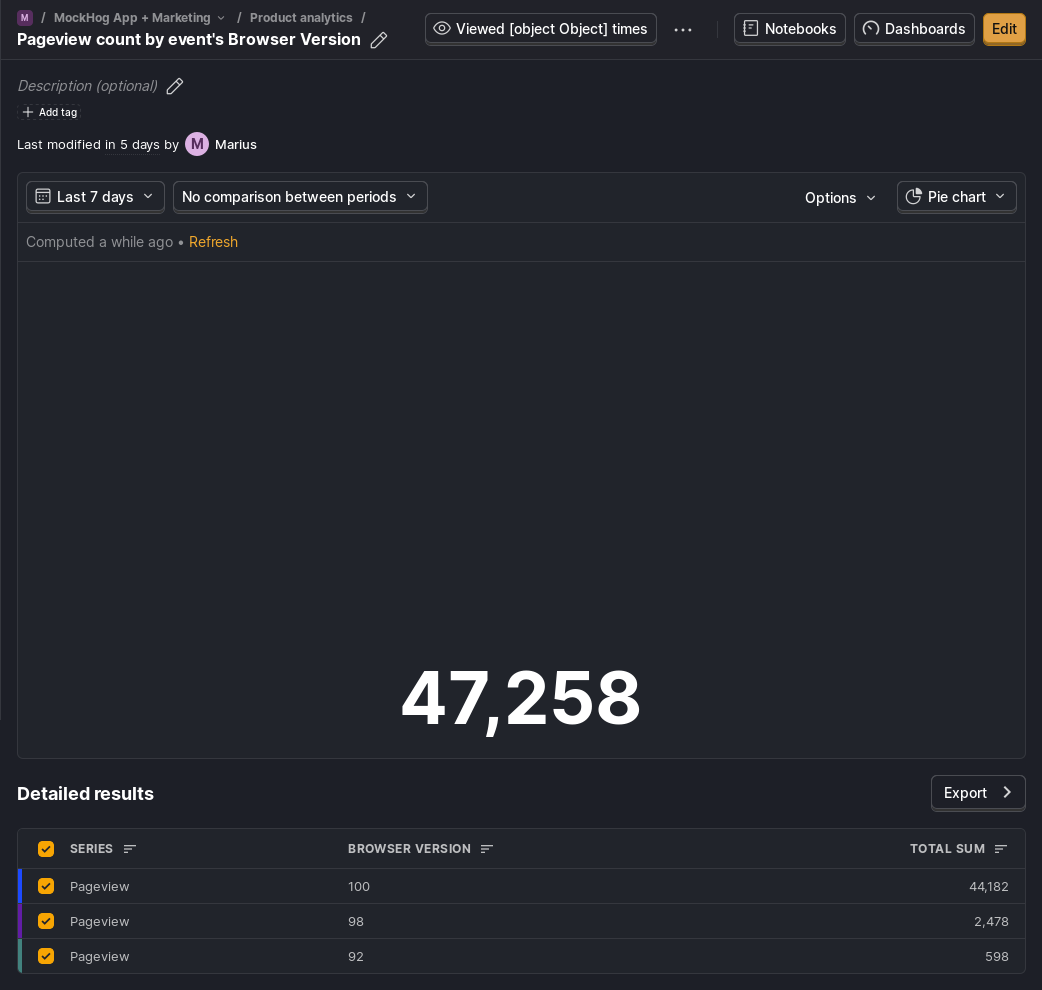 M / MockHog App + Marketing / Product analytics /
Pageview count by event's Browser Version
Viewed [object Object] times
Notebooks
Dashboards
Edit
Description (optional)
Add tag
Last modified in 5 days by M Marius
Last 7 days
No comparison between periods
Options
Pie chart
Computed a while ago • Refresh
47,258
Detailed results
Export
SERIES BROWSER VERSION TOTAL SUM
Pageview 100 44,182
Pageview 98 2,478
Pageview 92 598